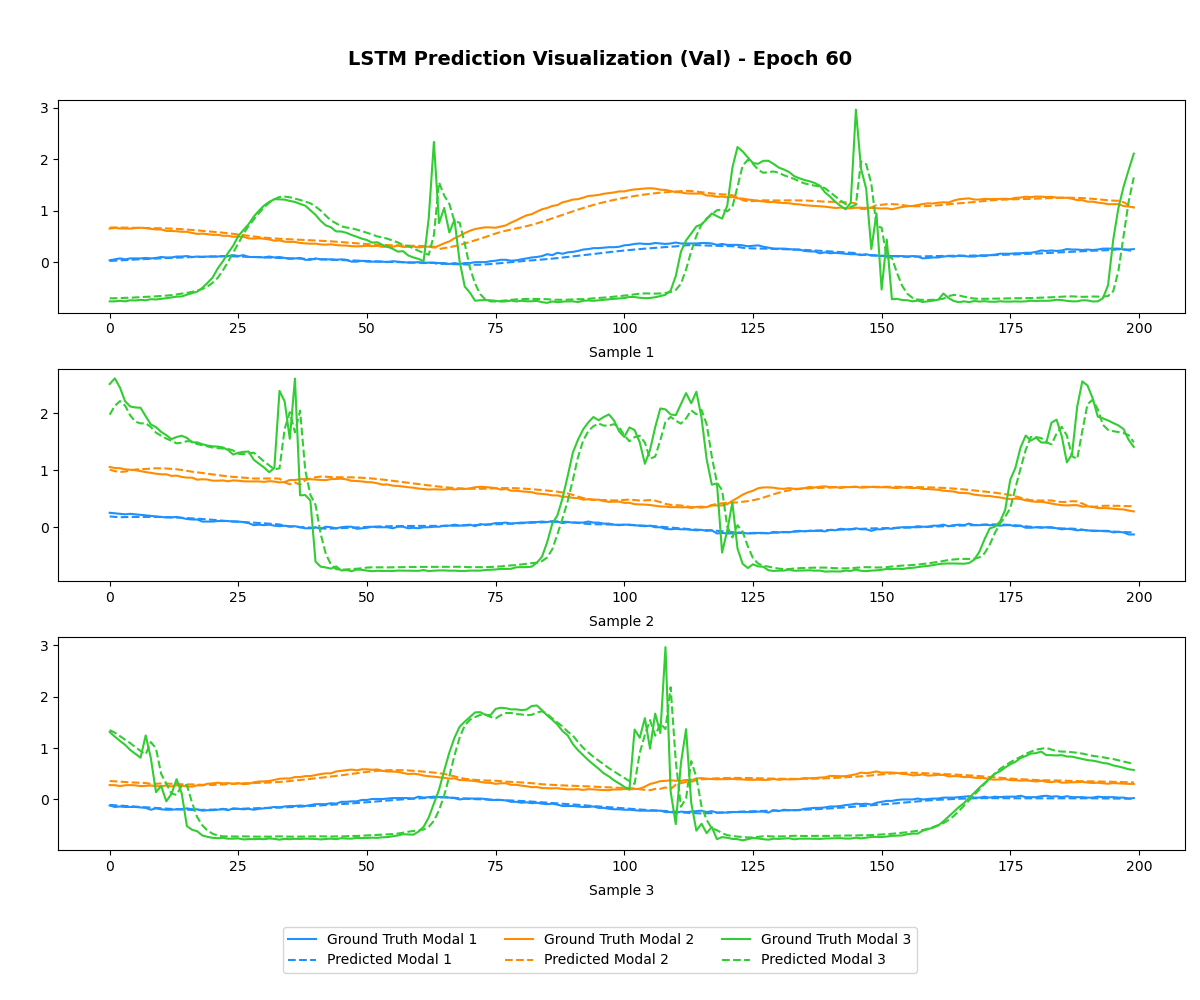 LSTM Prediction Visualization (Val) - Epoch 60
3
2
1
0
0 25 50 75 100 125 150 175 200
Sample 1
2
1
0
0 25 50 75 100 125 150 175 200
Sample 2
3
2
1
0
0 25 50 75 100 125 150 175 200
Sample 3
Ground Truth Modal 1 Ground Truth Modal 2 Ground Truth Modal 3
Predicted Modal 1 Predicted Modal 2 Predicted Modal 3